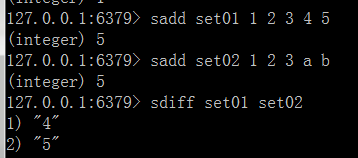 127.0.0.1:6379> sadd set01 1 2 3 4 5
(integer) 5
127.0.0.1:6379> sadd set02 1 2 3 a b
(integer) 5
127.0.0.1:6379> sdiff set01 set02
1) "4"
2) "5"